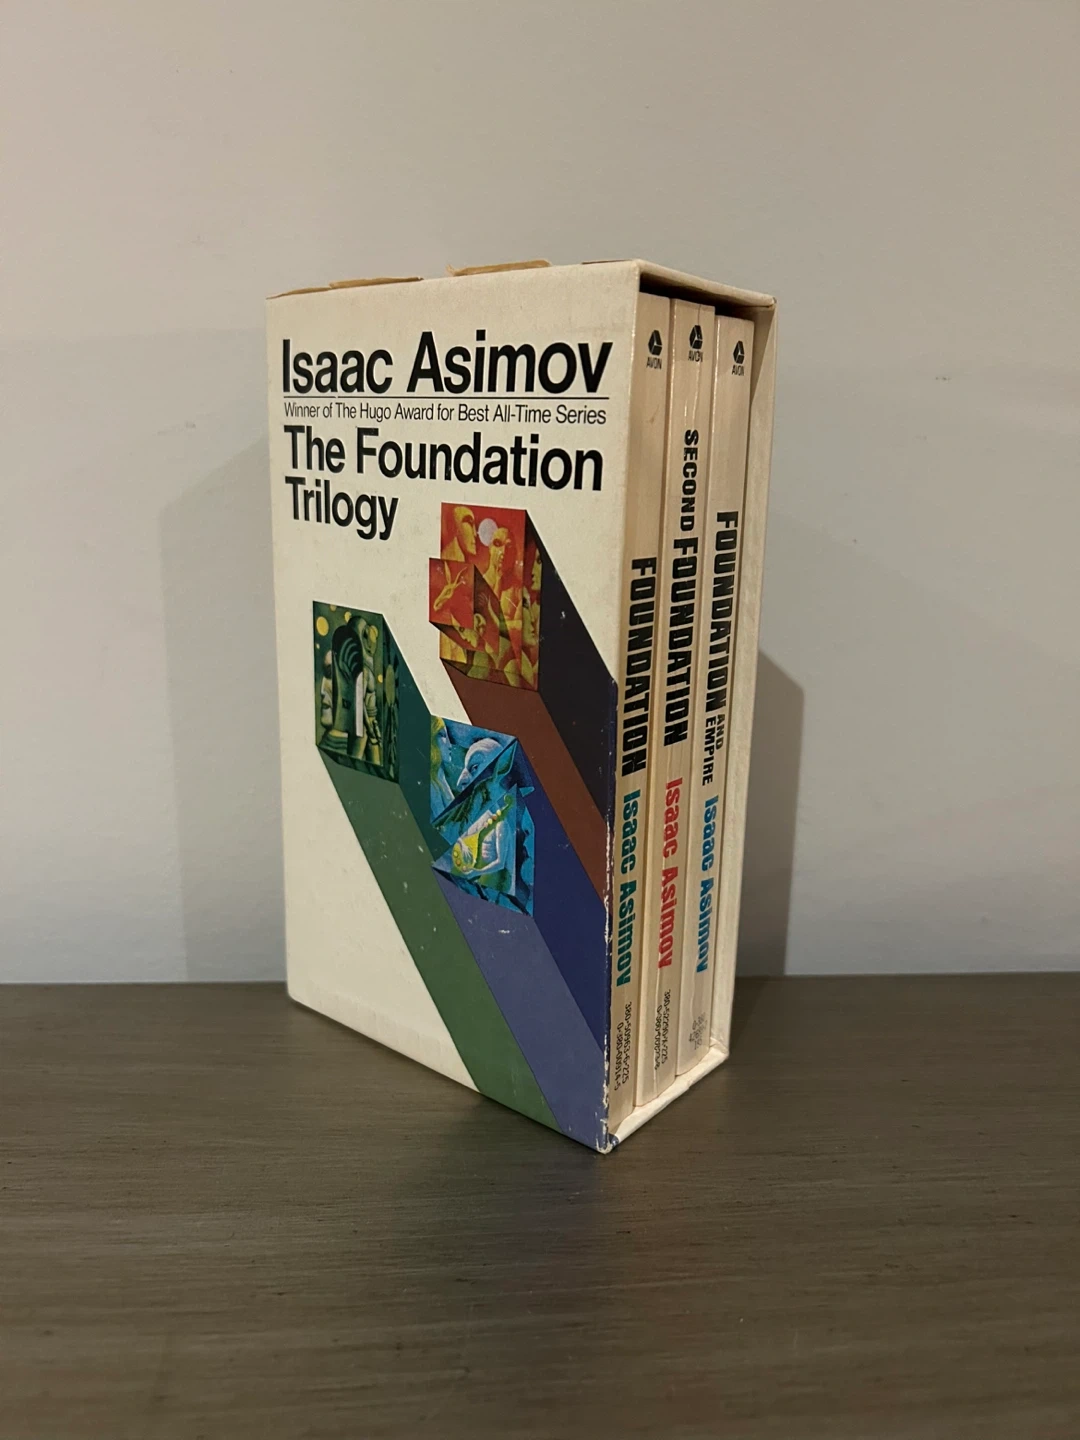 Isaac Asimov
Winner of The Hugo Award for Best All-Time Series
The Foundation
Trilogy
AVON
FOUNDATION
Isaac Asimov
AVON
SECOND FOUNDATION
Isaac Asimov
AVON
FOUNDATION AND EMPIRE
Isaac Asimov